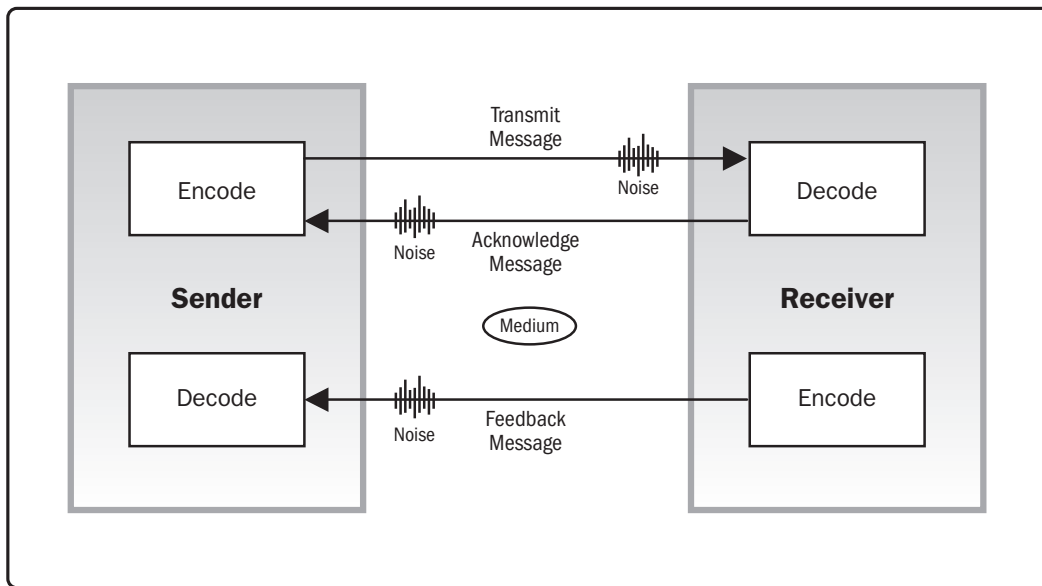 Transmit
Message
Noise
Encode
Decode
Noise
Acknowledge
Message
Sender
Receiver
Medium
Decode
Encode
Noise
Feedback
Message